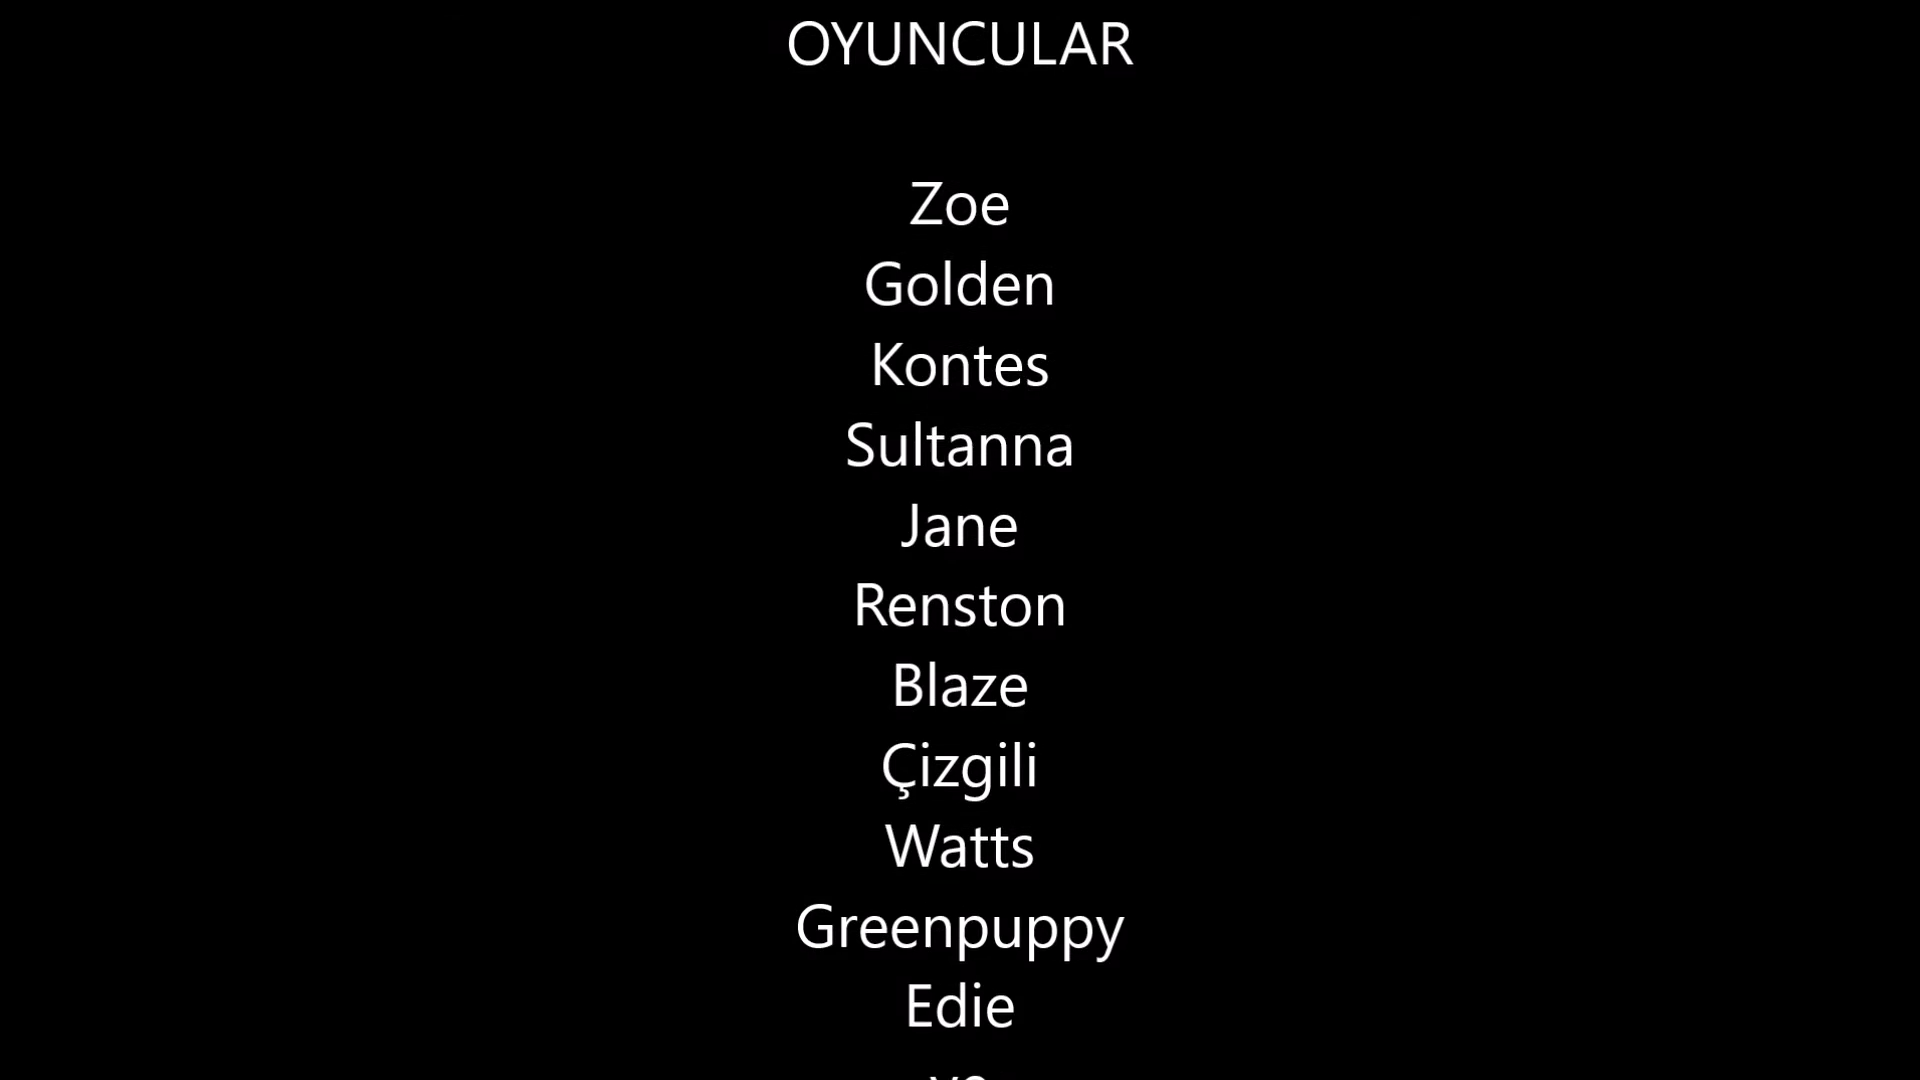 OYUNCULAR
Zoe
Golden
Kontes
Sultanna
Jane
Renston
Blaze
Çizgili
Watts
Greenpuppy
Edie